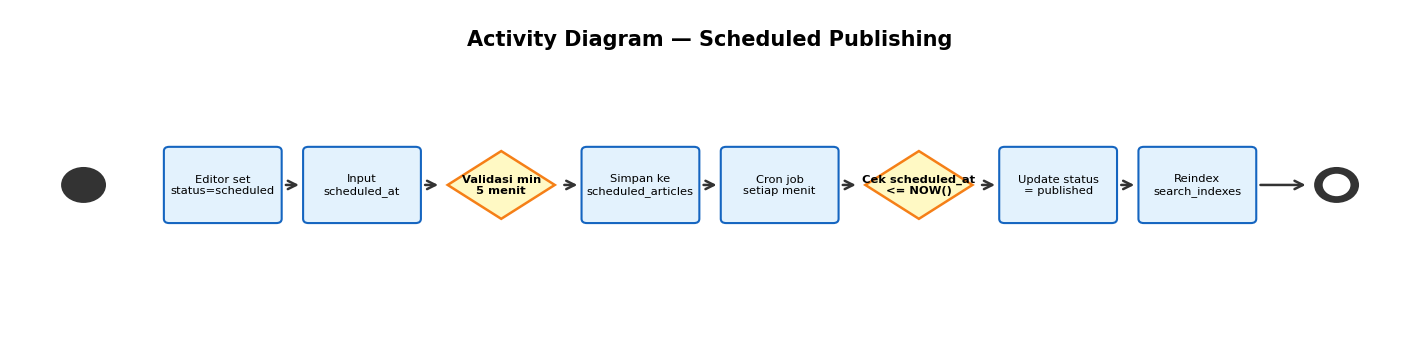 Activity Diagram — Scheduled Publishing
Editor set
status=scheduled
Input
scheduled_at
Validasi min
5 menit
Simpan ke
scheduled_articles
Cron job
setiap menit
Cek scheduled_at
<= NOW()
Update status
= published
Reindex
search_indexes